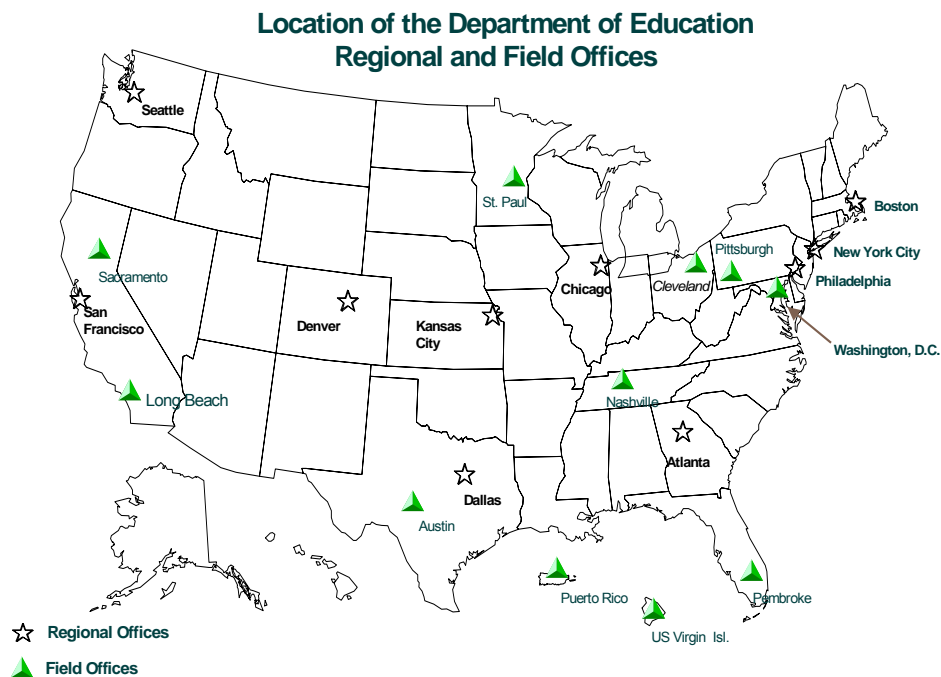 Location of the Department of Education
Regional and Field Offices
Seattle
St. Paul
Boston
Pittsburgh
New York City
Sacramento
Cleveland
Philadelphia
Chicago
San
Francisco
Denver
Kansas
City
Washington, D.C.
Long Beach
Nashville
Atlanta
Dallas
Austin
Puerto Rico
Pembroke
US Virgin Isl.
Regional Offices
Field Offices